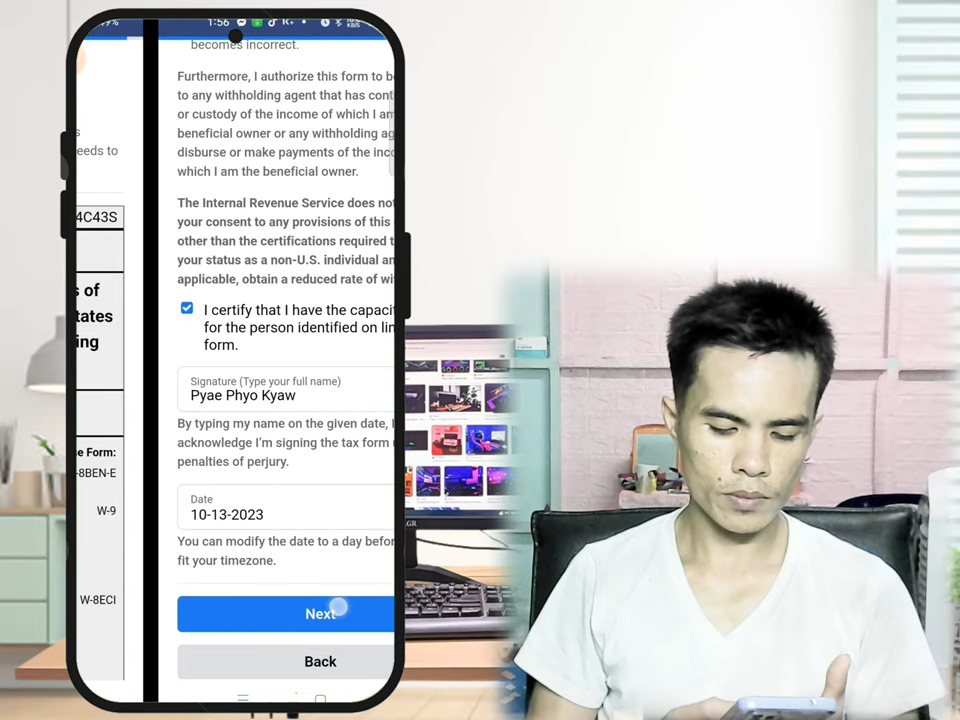 1:56
becomes incorrect.
Furthermore, I authorize this form to b
to any withholding agent that has cont
or custody of the income of which I am
beneficial owner or any withholding ag
disburse or make payments of the inco
which I am the beneficial owner.
The Internal Revenue Service does not
your consent to any provisions of this
other than the certifications required t
your status as a non-U.S. individual an
applicable, obtain a reduced rate of wi
I certify that I have the capaci
for the person identified on lin
form.
Signature (Type your full name)
Pyae Phyo Kyaw
By typing my name on the given date, I
acknowledge I'm signing the tax form
penalties of perjury.
Date
10-13-2023
You can modify the date to a day befor
fit your timezone.
Next
Back
s
eeds to
4C43S
s of
tates
ing
e Form:
-8BEN-E
W-9
W-8ECI